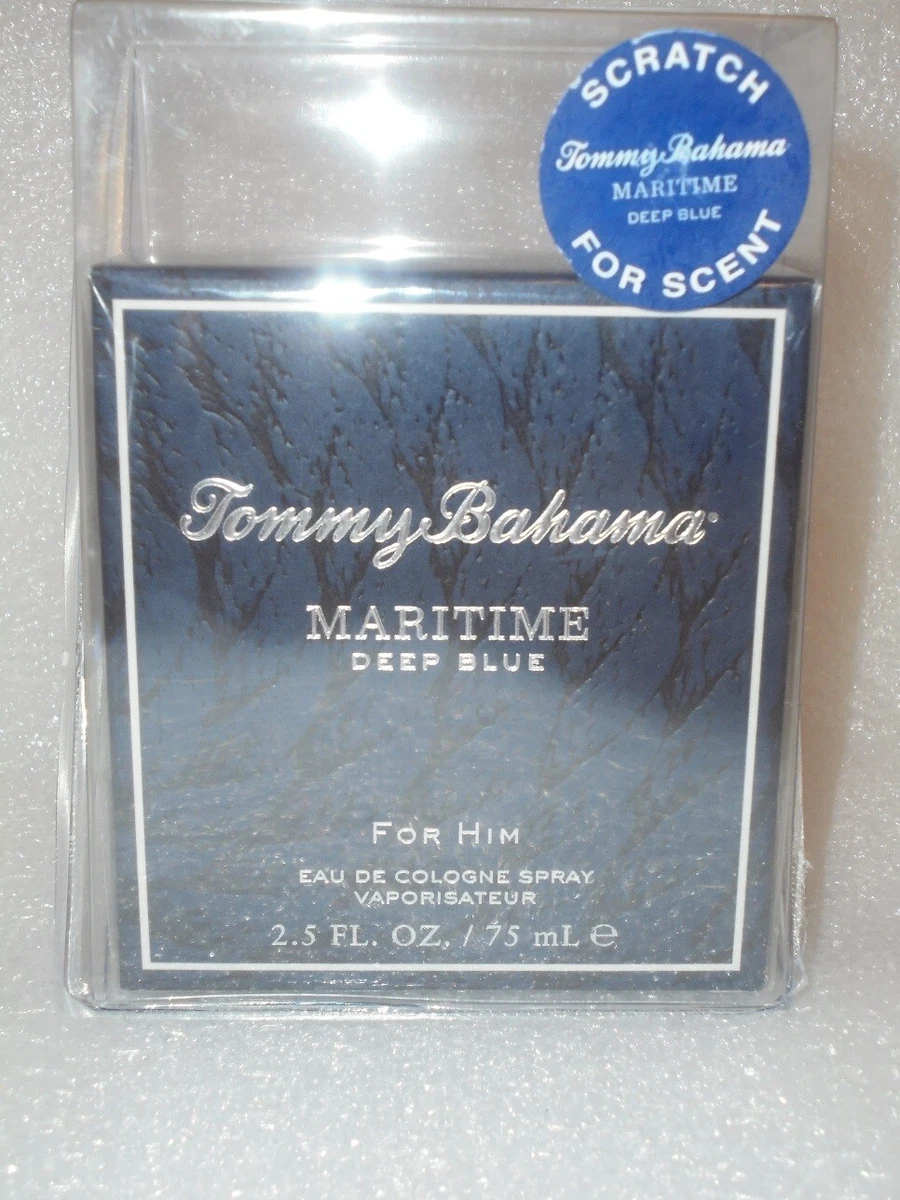 SCRATCH
Tommy Bahama
MARITIME
DEEP BLUE
FOR SCENT
Tommy Bahama®
MARITIME
DEEP BLUE
FOR HIM
EAU DE COLOGNE SPRAY
VAPORISATEUR
2.5 FL. OZ. / 75 mL ℮